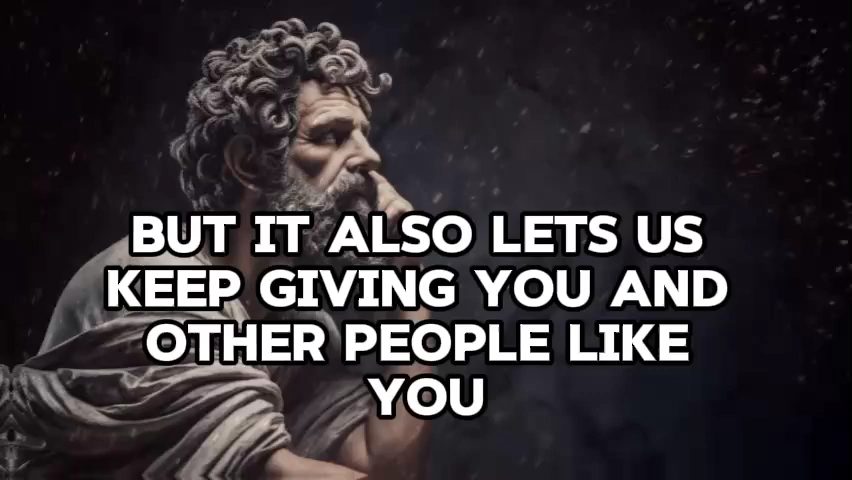 BUT IT ALSO LETS US
KEEP GIVING YOU AND
OTHER PEOPLE LIKE
YOU